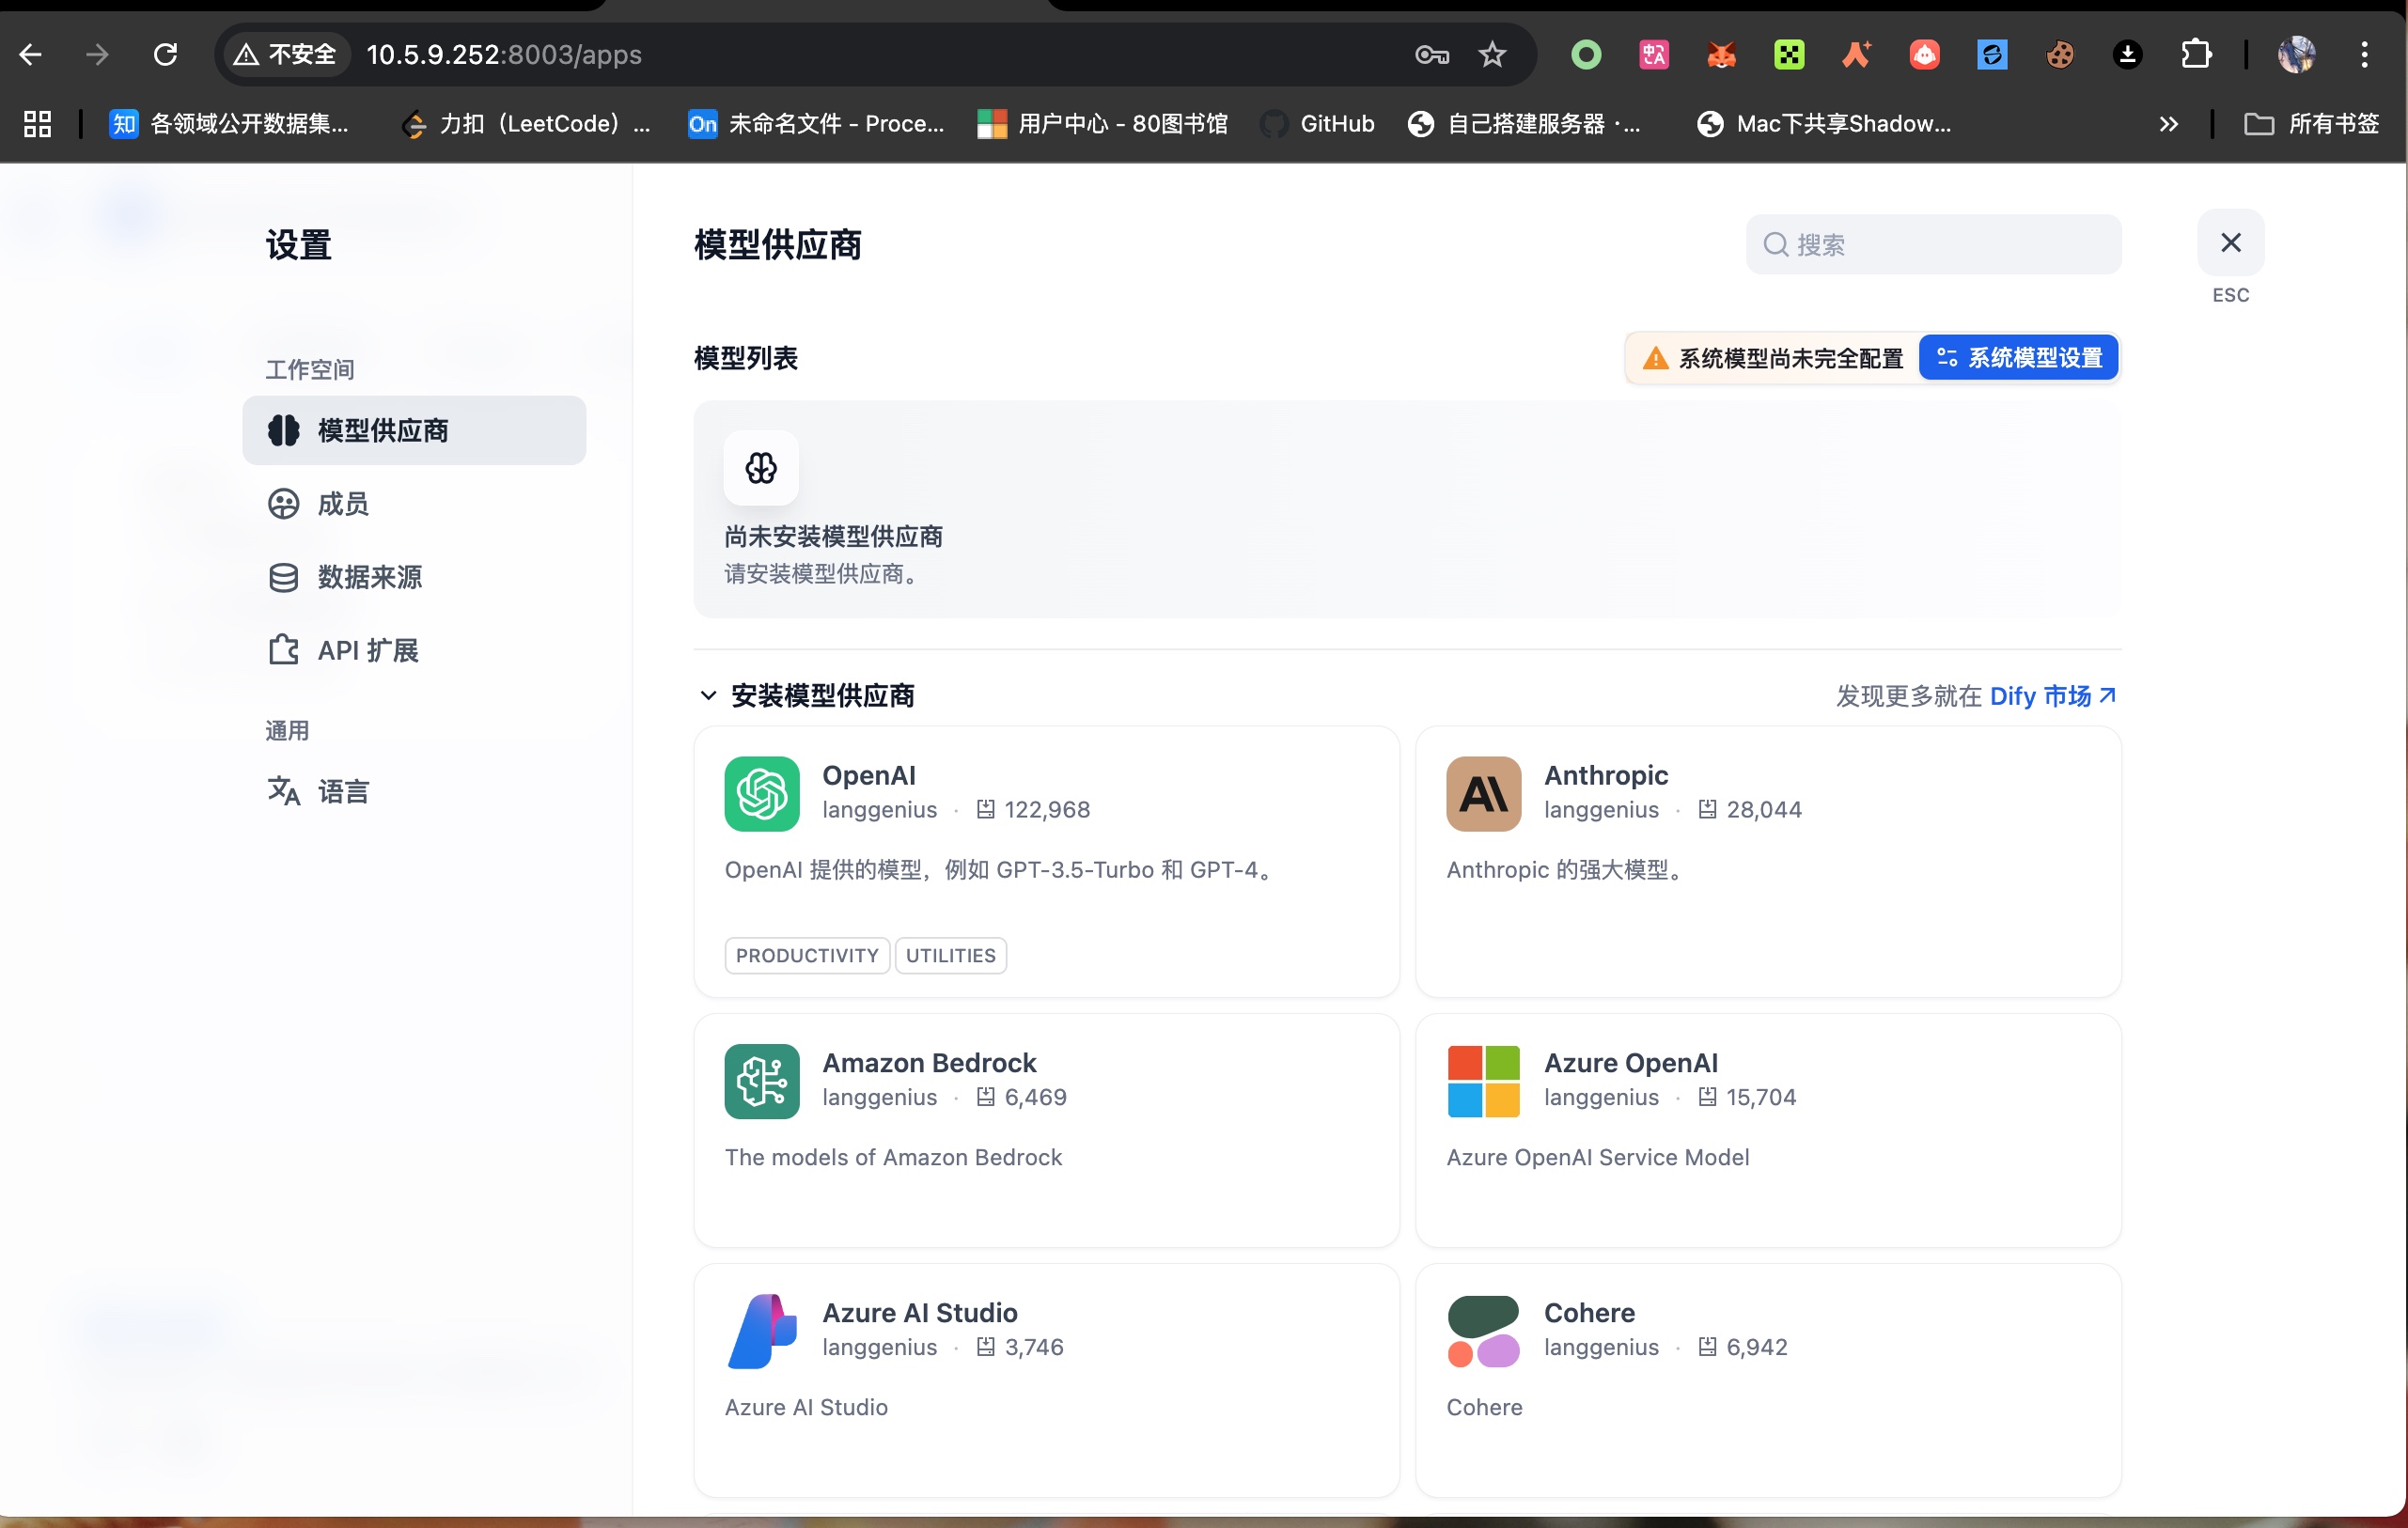 不安全 10.5.9.252:8003/apps
知 各领域公开数据集... 力扣（LeetCode）... On 未命名文件 - Proce... 用户中心 - 80图书馆 GitHub 自己搭建服务器 ·... Mac下共享Shadow... 所有书签
设置
工作空间
模型供应商
成员
数据来源
API 扩展
通用
语言
模型供应商
搜索
ESC
模型列表
系统模型尚未完全配置 系统模型设置
尚未安装模型供应商
请安装模型供应商。
安装模型供应商
发现更多就在 Dify 市场
OpenAI
langgenius · 122,968
OpenAI 提供的模型，例如 GPT-3.5-Turbo 和 GPT-4。
PRODUCTIVITY UTILITIES
Anthropic
langgenius · 28,044
Anthropic 的强大模型。
Amazon Bedrock
langgenius · 6,469
The models of Amazon Bedrock
Azure OpenAI
langgenius · 15,704
Azure OpenAI Service Model
Azure AI Studio
langgenius · 3,746
Azure AI Studio
Cohere
langgenius · 6,942
Cohere